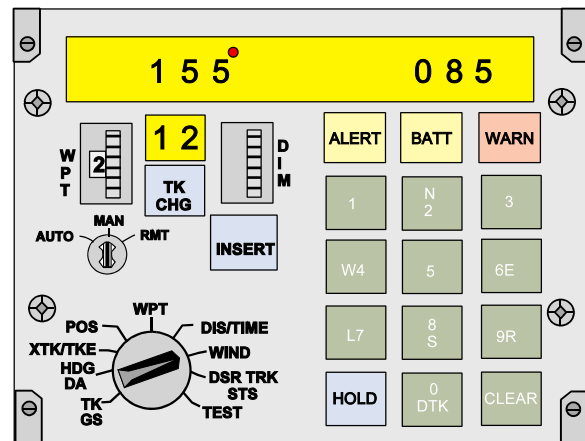 155 085
WPT
2
12
DIM
ALERT
BATT
WARN
TK
CHG
1
N
2
3
MAN
AUTO
RMT
INSERT
W4
5
6E
WPT
POS
DIS/TIME
L7
8
S
9R
XTK/TKE
WIND
HDG
DA
DSR TRK
STS
TK
GS
TEST
HOLD
0
DTK
CLEAR